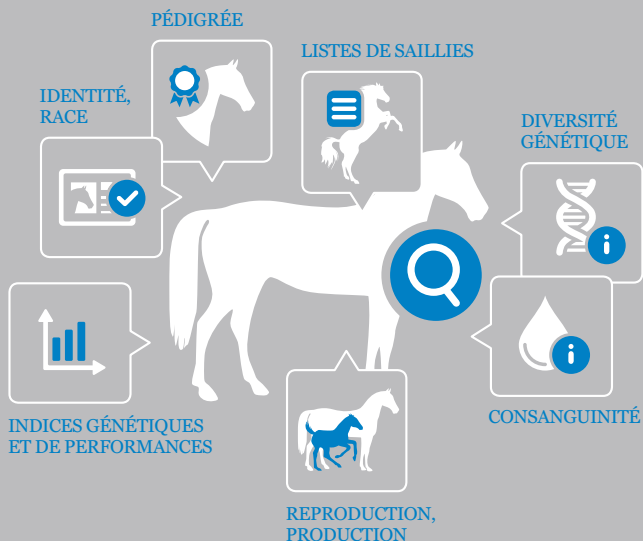 PÉDIGRÉE
LISTES DE SAILLIES
IDENTITÉ,
RACE
DIVERSITÉ
GÉNÉTIQUE
INDICES GÉNÉTIQUES
ET DE PERFORMANCES
CONSANGUINITÉ
REPRODUCTION,
PRODUCTION